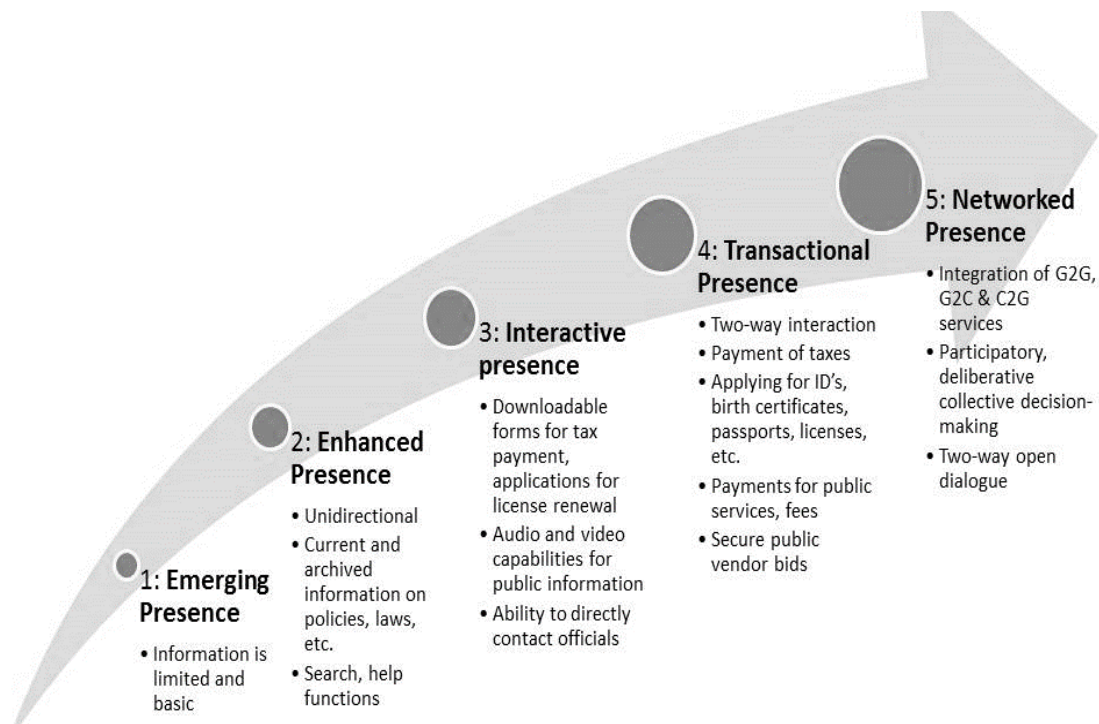 1: Emerging
Presence
• Information is
limited and
basic
2: Enhanced
Presence
• Unidirectional
• Current and
archived
information on
policies, laws,
etc.
• Search, help
functions
3: Interactive
presence
• Downloadable
forms for tax
payment,
applications for
license renewal
• Audio and video
capabilities for
public information
• Ability to directly
contact officials
4: Transactional
Presence
• Two-way interaction
• Payment of taxes
• Applying for ID's,
birth certificates,
passports, licenses,
etc.
• Payments for public
services, fees
• Secure public
vendor bids
5: Networked
Presence
• Integration of G2G,
G2C & C2G
services
• Participatory,
deliberative
collective decision-
making
• Two-way open
dialogue